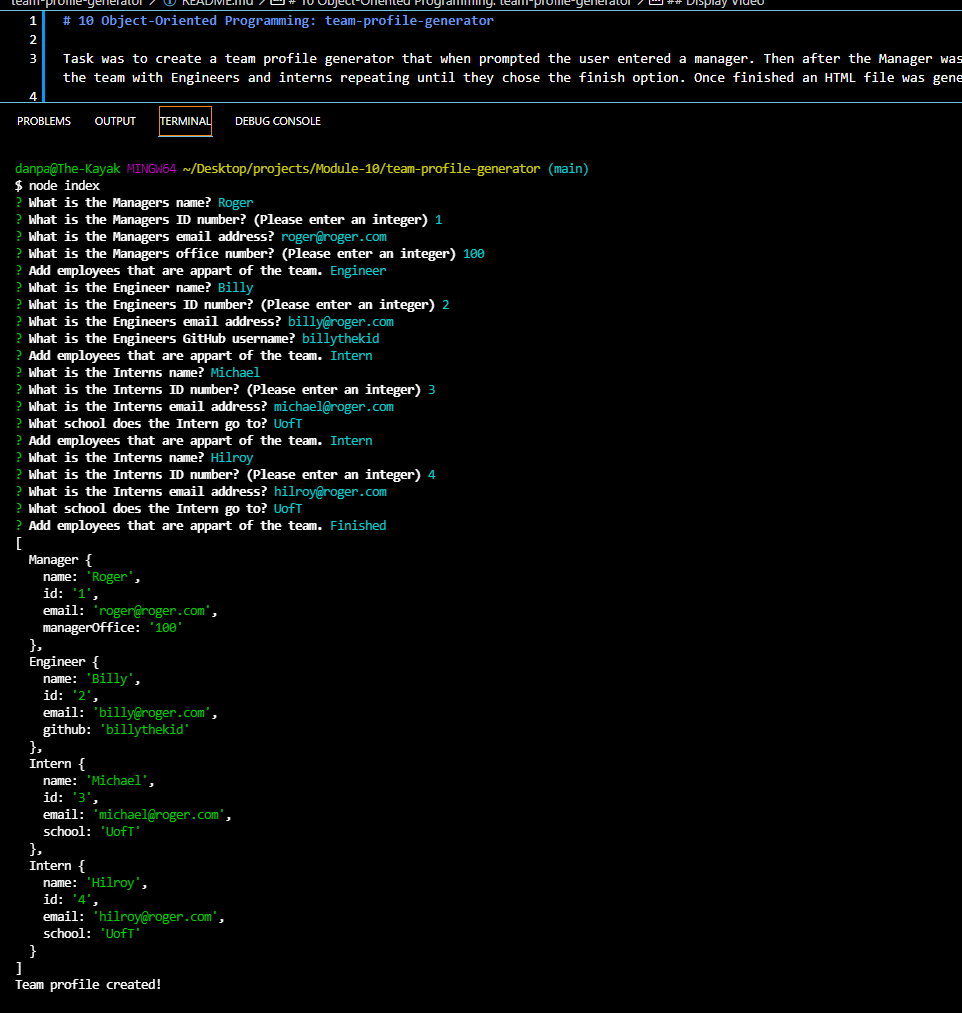 team-profile-generator > README.md > # 10 Object-Oriented Programming: team-profile-generator > ## Display Video
1 # 10 Object-Oriented Programming: team-profile-generator
2
3 Task was to create a team profile generator that when prompted the user entered a manager. Then after the Manager was
the team with Engineers and interns repeating until they chose the finish option. Once finished an HTML file was gene
4
PROBLEMS OUTPUT TERMINAL DEBUG CONSOLE
danpa@The-Kayak MINGW64 ~/Desktop/projects/Module-10/team-profile-generator (main)
$ node index
? What is the Managers name? Roger
? What is the Managers ID number? (Please enter an integer) 1
? What is the Managers email address? roger@roger.com
? What is the Managers office number? (Please enter an integer) 100
? Add employees that are appart of the team. Engineer
? What is the Engineer name? Billy
? What is the Engineers ID number? (Please enter an integer) 2
? What is the Engineers email address? billy@roger.com
? What is the Engineers GitHub username? billythekid
? Add employees that are appart of the team. Intern
? What is the Interns name? Michael
? What is the Interns ID number? (Please enter an integer) 3
? What is the Interns email address? michael@roger.com
? What school does the Intern go to? UofT
? Add employees that are appart of the team. Intern
? What is the Interns name? Hilroy
? What is the Interns ID number? (Please enter an integer) 4
? What is the Interns email address? hilroy@roger.com
? What school does the Intern go to? UofT
? Add employees that are appart of the team. Finished
[
  Manager {
    name: 'Roger',
    id: '1',
    email: 'roger@roger.com',
    managerOffice: '100'
  },
  Engineer {
    name: 'Billy',
    id: '2',
    email: 'billy@roger.com',
    github: 'billythekid'
  },
  Intern {
    name: 'Michael',
    id: '3',
    email: 'michael@roger.com',
    school: 'UofT'
  },
  Intern {
    name: 'Hilroy',
    id: '4',
    email: 'hilroy@roger.com',
    school: 'UofT'
  }
]
Team profile created!